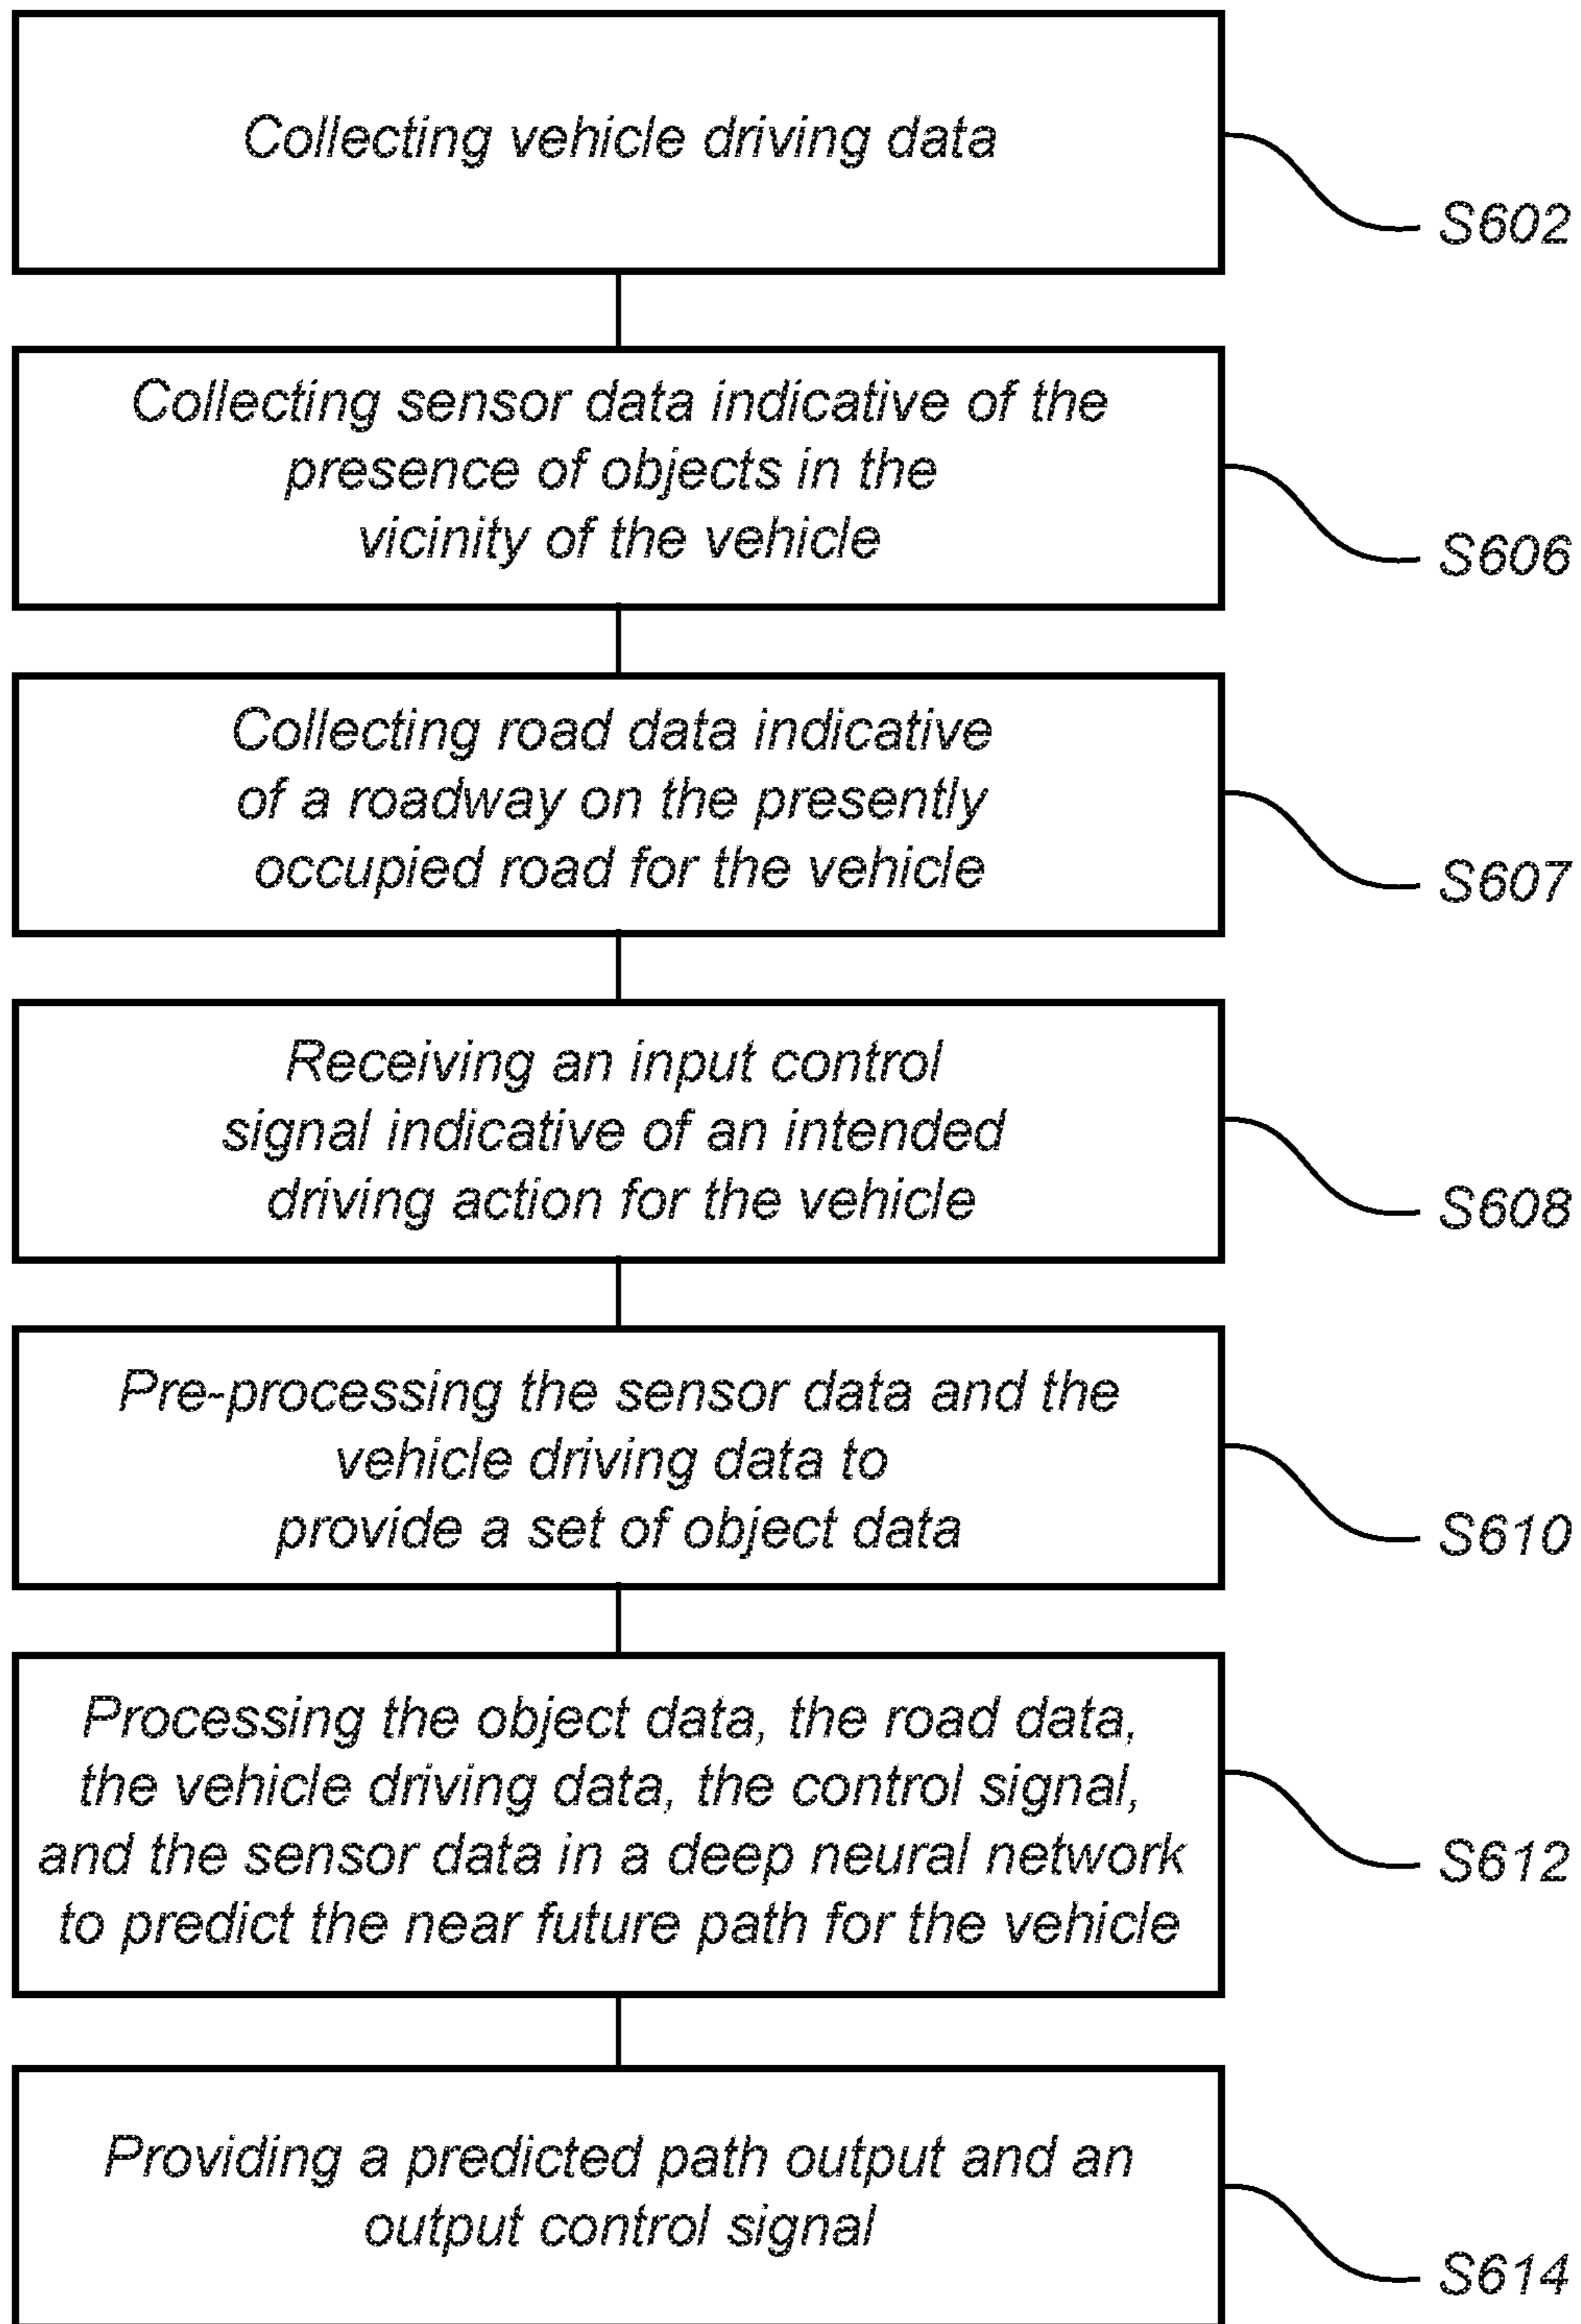 Collecting vehicle driving data
S602
Collecting sensor data indicative of the
presence of objects in the
vicinity of the vehicle
S606
Collecting road data indicative
of a roadway on the presently
occupied road for the vehicle
S607
Receiving an input control
signal indicative of an intended
driving action for the vehicle
S608
Pre-processing the sensor data and the
vehicle driving data to
provide a set of object data
S610
Processing the object data, the road data,
the vehicle driving data, the control signal,
and the sensor data in a deep neural network
to predict the near future path for the vehicle
S612
Providing a predicted path output and an
output control signal
S614